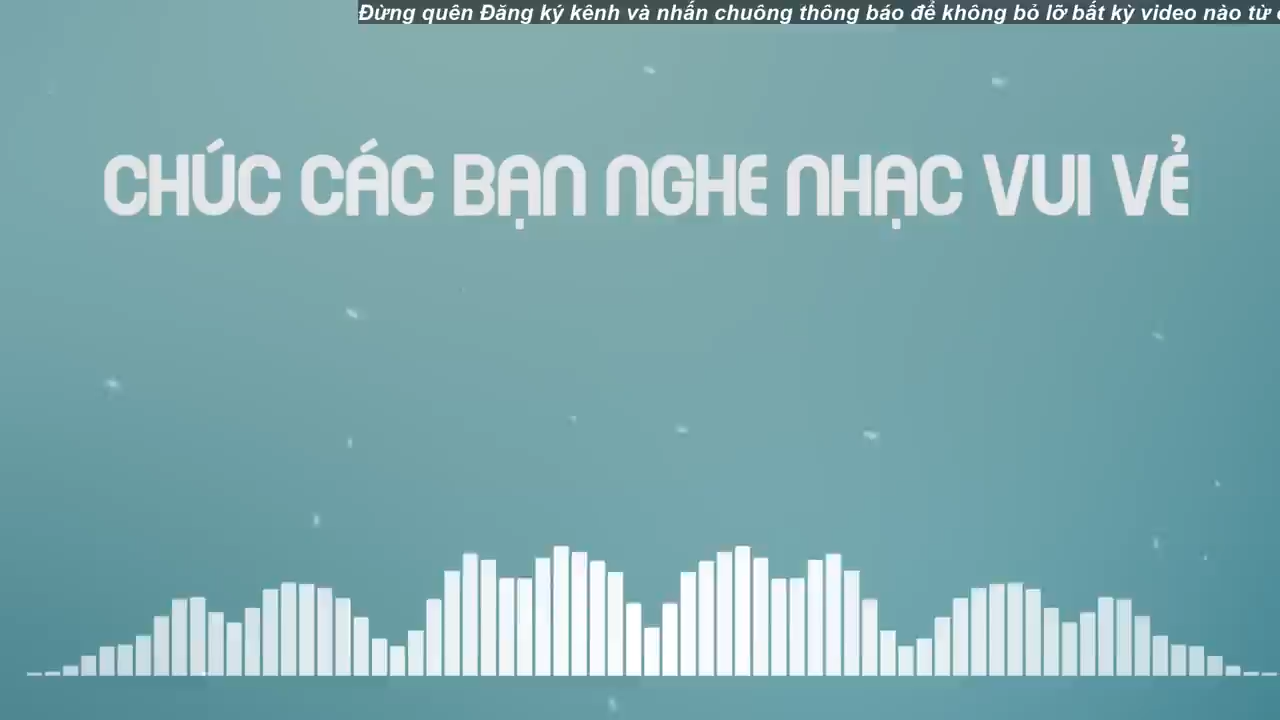 Đừng quên Đăng ký kênh và nhấn chuông thông báo để không bỏ lỡ bất kỳ video nào từ
CHÚC CÁC BẠN NGHE NHẠC VUI VẺ